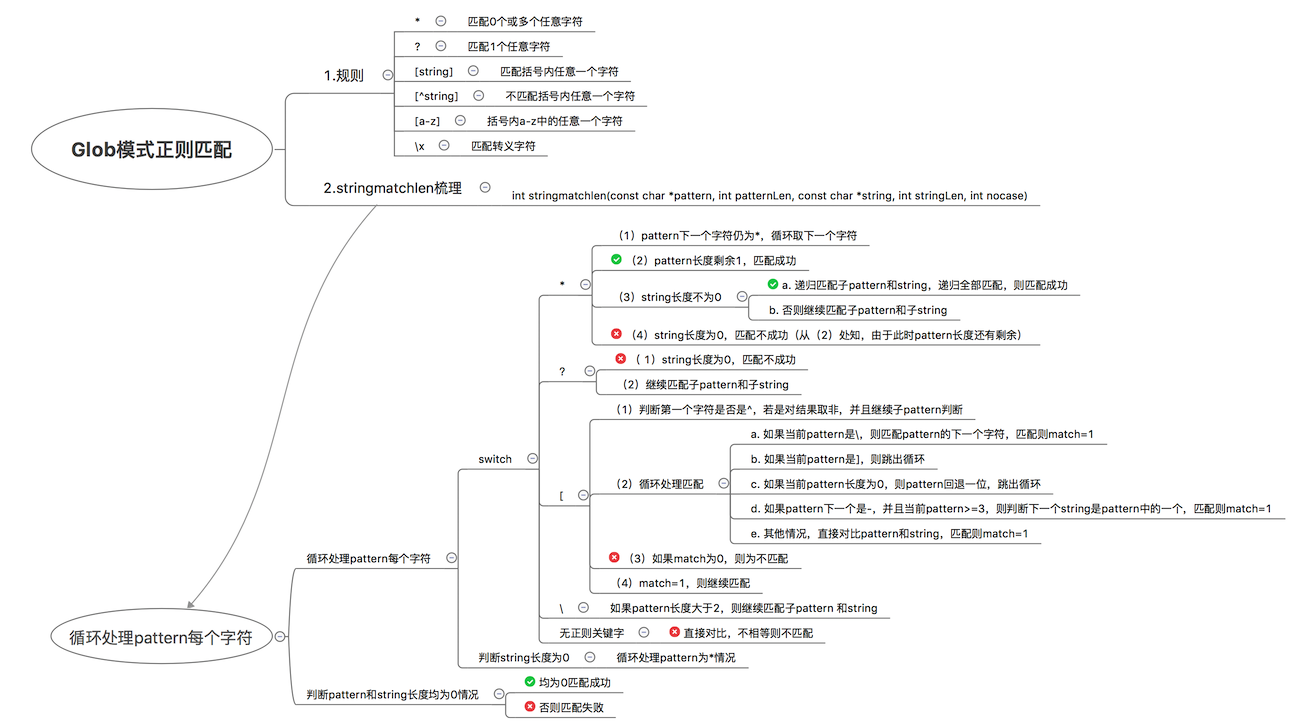 Glob模式正则匹配
1.规则
* 匹配0个或多个任意字符
? 匹配1个任意字符
[string] 匹配括号内任意一个字符
[^string] 不匹配括号内任意一个字符
[a-z] 括号内a-z中的任意一个字符
\x 匹配转义字符
2.stringmatchlen梳理
int stringmatchlen(const char *pattern, int patternLen, const char *string, int stringLen, int nocase)
循环处理pattern每个字符
循环处理pattern每个字符
switch
*
（1）pattern下一个字符仍为*，循环取下一个字符
（2）pattern长度剩余1，匹配成功
（3）string长度不为0
a. 递归匹配子pattern和string，递归全部匹配，则匹配成功
b. 否则继续匹配子pattern和子string
（4）string长度为0，匹配不成功（从（2）处知，由于此时pattern长度还有剩余）
?
（ 1）string长度为0，匹配不成功
（2）继续匹配子pattern和子string
[
（1）判断第一个字符是否是^，若是对结果取非，并且继续子pattern判断
（2）循环处理匹配
a. 如果当前pattern是\，则匹配pattern的下一个字符，匹配则match=1
b. 如果当前pattern是]，则跳出循环
c. 如果当前pattern长度为0，则pattern回退一位，跳出循环
d. 如果pattern下一个是-，并且当前pattern>=3，则判断下一个string是pattern中的一个，匹配则match=1
e. 其他情况，直接对比pattern和string，匹配则match=1
（3）如果match为0，则为不匹配
（4）match=1，则继续匹配
\ 如果pattern长度大于2，则继续匹配子pattern 和string
无正则关键字 直接对比，不相等则不匹配
判断string长度为0 循环处理pattern为*情况
判断pattern和string长度均为0情况
均为0匹配成功
否则匹配失败